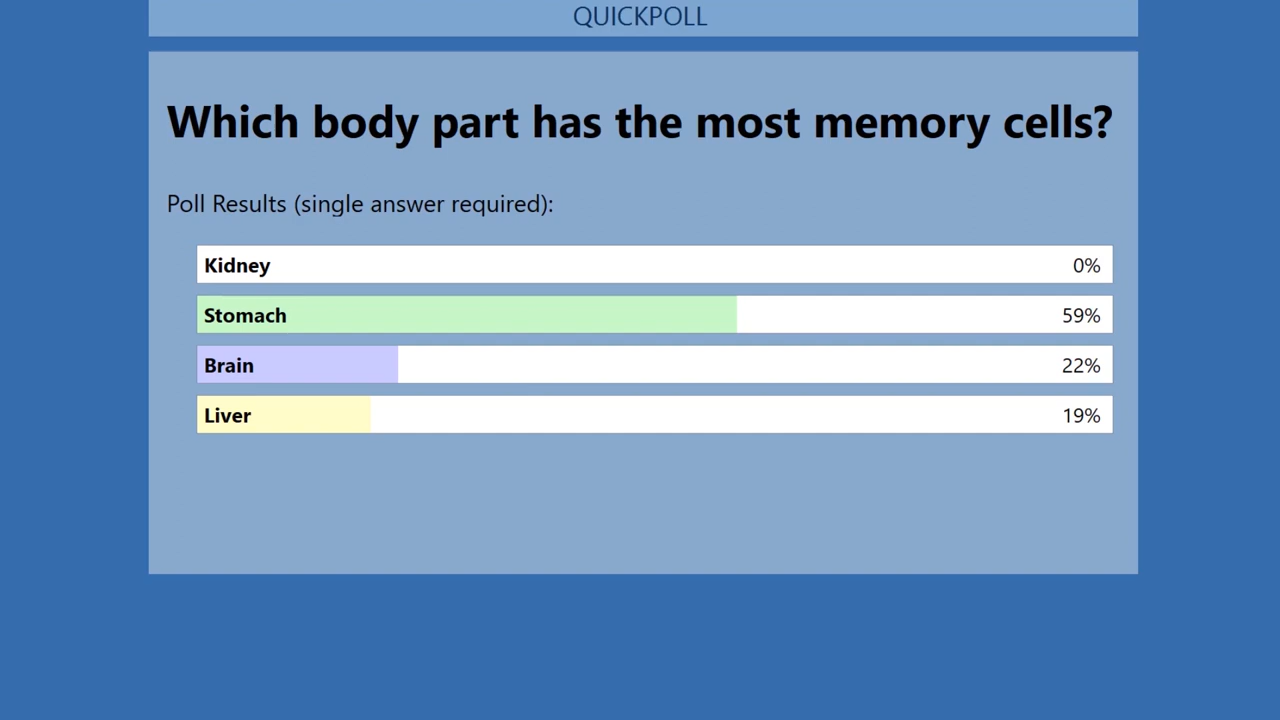 QUICKPOLL
Which body part has the most memory cells?
Poll Results (single answer required):
Kidney 0%
Stomach 59%
Brain 22%
Liver 19%